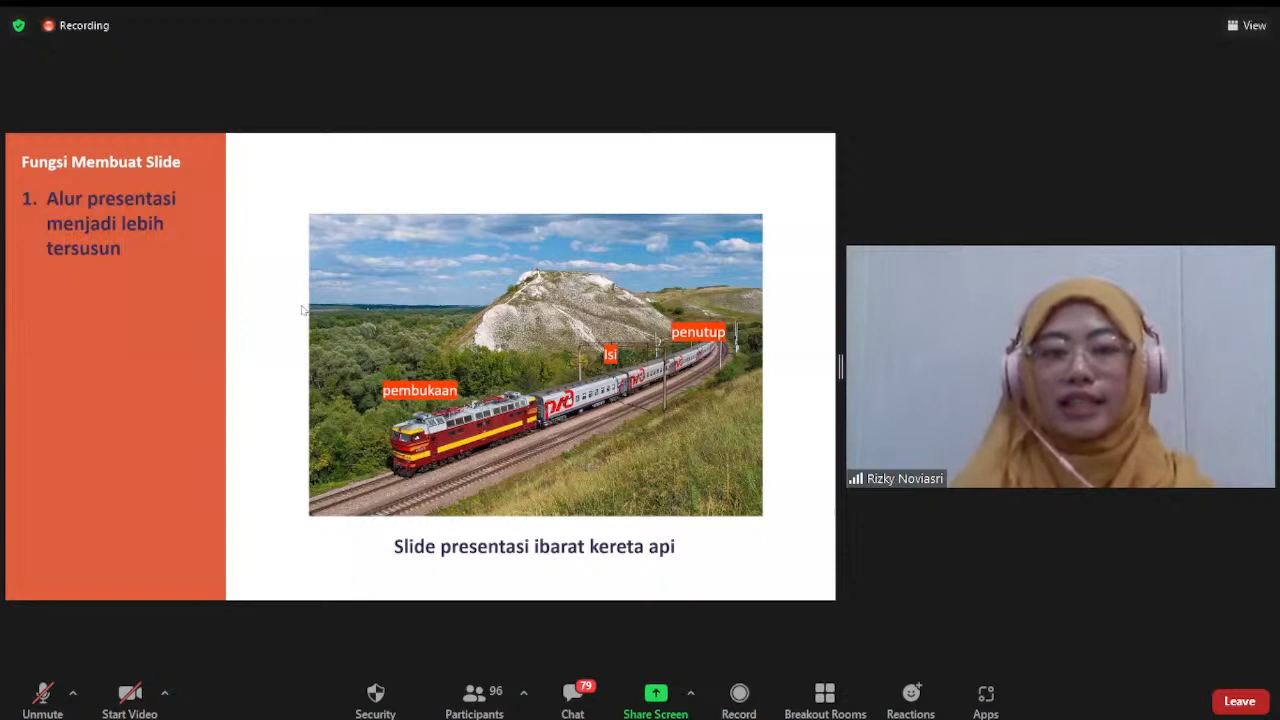 Recording
View
Fungsi Membuat Slide
1. Alur presentasi
menjadi lebih
tersusun
penutup
Isi
pembukaan
Slide presentasi ibarat kereta api
Rizky Noviasri
Unmute
Start Video
Security
96
Participants
79
Chat
Share Screen
Record
Breakout Rooms
Reactions
Apps
Leave